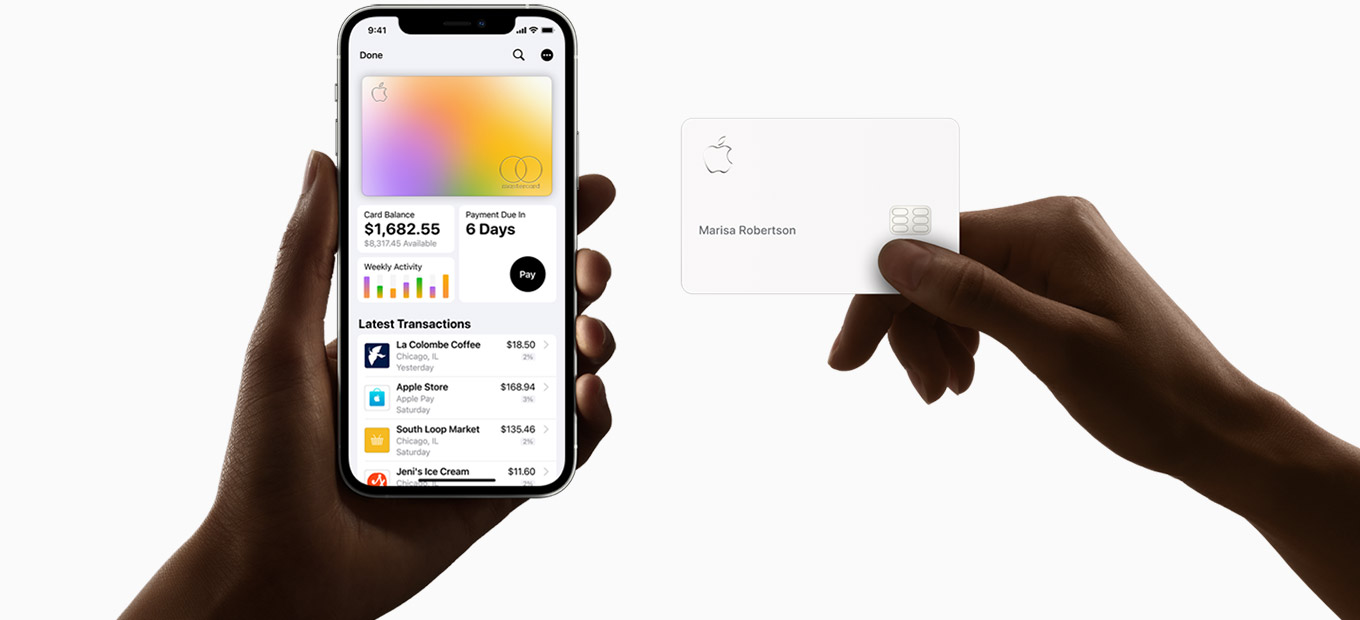 9:41
Done
mastercard
Card Balance
$1,682.55
$8,317.45 Available
Payment Due In
6 Days
Weekly Activity
Pay
Latest Transactions
La Colombe Coffee $18.50
Chicago, IL 2%
Yesterday
Apple Store $168.94
Apple Pay 3%
Saturday
South Loop Market $135.46
Chicago, IL 2%
Saturday
Jeni's Ice Cream $11.60
Chicago, IL 2%
Marisa Robertson